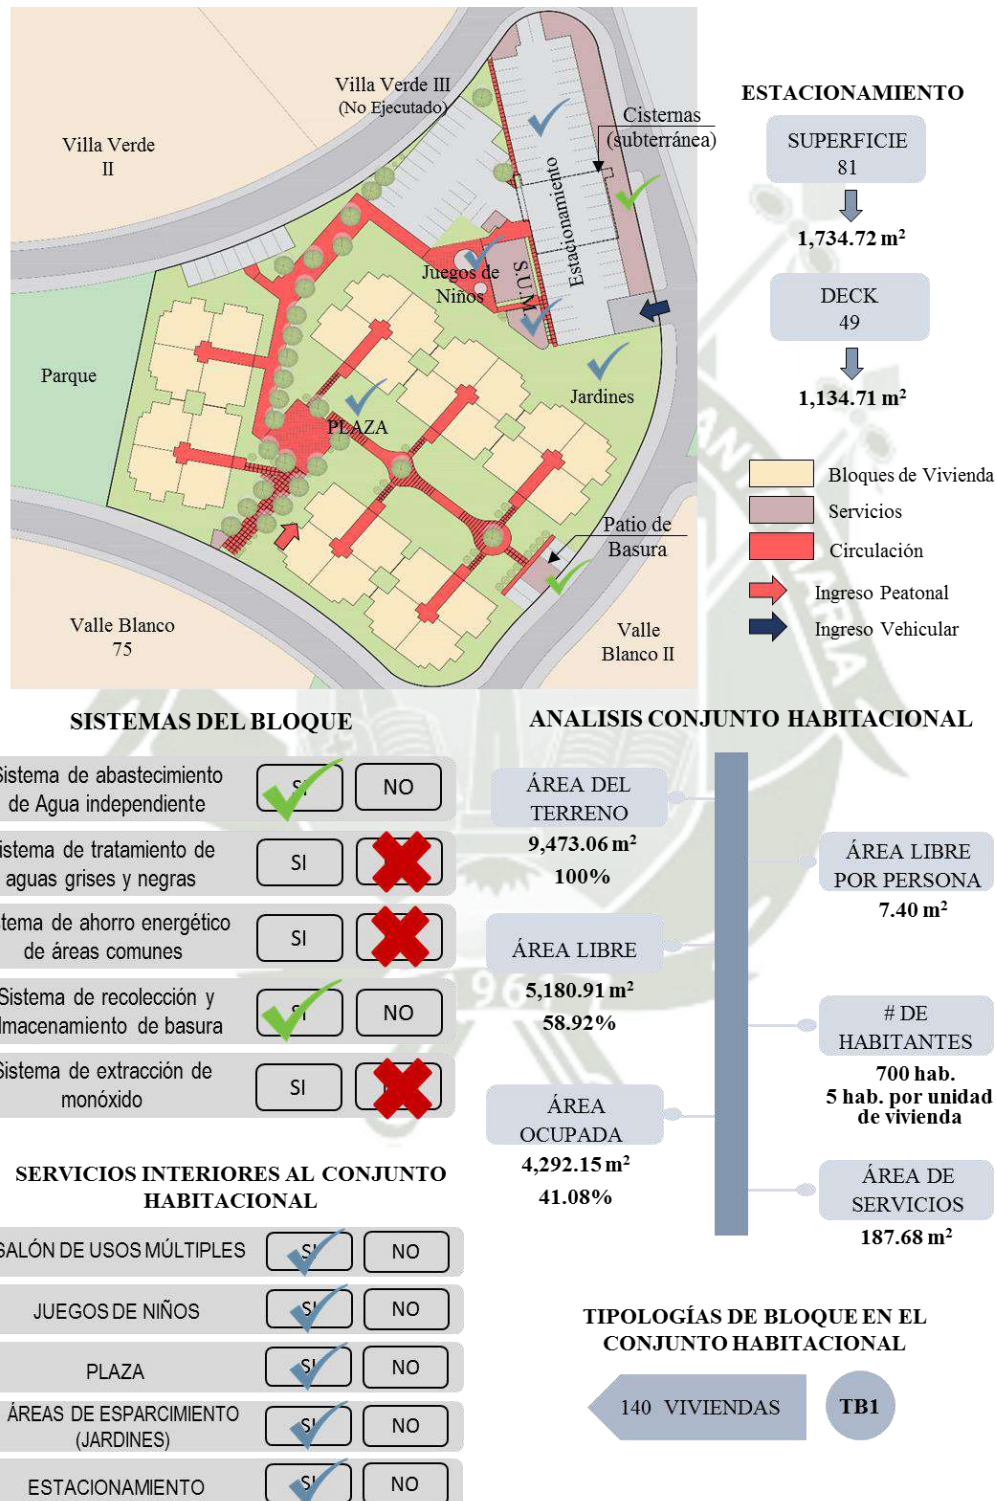 Villa Verde III
(No Ejecutado)
Villa Verde
II
Cisternas
(subterránea)
Estacionamiento
Juegos de
Niños
S.U.M.
Parque
Jardines
PLAZA
Patio de
Basura
Valle Blanco
75
Valle
Blanco II
ESTACIONAMIENTO
SUPERFICIE
81
1,734.72 m²
DECK
49
1,134.71 m²
Bloques de Vivienda
Servicios
Circulación
Ingreso Peatonal
Ingreso Vehicular
SISTEMAS DEL BLOQUE
Sistema de abastecimiento
de Agua independiente
SI NO
istema de tratamiento de
aguas grises y negras
SI
tema de ahorro energético
de áreas comunes
SI
Sistema de recolección y
lmacenamiento de basura
SI NO
Sistema de extracción de
monóxido
SI
SERVICIOS INTERIORES AL CONJUNTO
HABITACIONAL
SALÓN DE USOS MÚLTIPLES SI NO
JUEGOS DE NIÑOS SI NO
PLAZA SI NO
ÁREAS DE ESPARCIMIENTO
(JARDINES)
SI NO
ESTACIONAMIENTO SI NO
ANALISIS CONJUNTO HABITACIONAL
ÁREA DEL
TERRENO
9,473.06 m²
100%
ÁREA LIBRE
POR PERSONA
7.40 m²
ÁREA LIBRE
5,180.91 m²
58.92%
# DE
HABITANTES
700 hab.
5 hab. por unidad
de vivienda
ÁREA
OCUPADA
4,292.15 m²
41.08%
ÁREA DE
SERVICIOS
187.68 m²
TIPOLOGÍAS DE BLOQUE EN EL
CONJUNTO HABITACIONAL
140 VIVIENDAS TB1